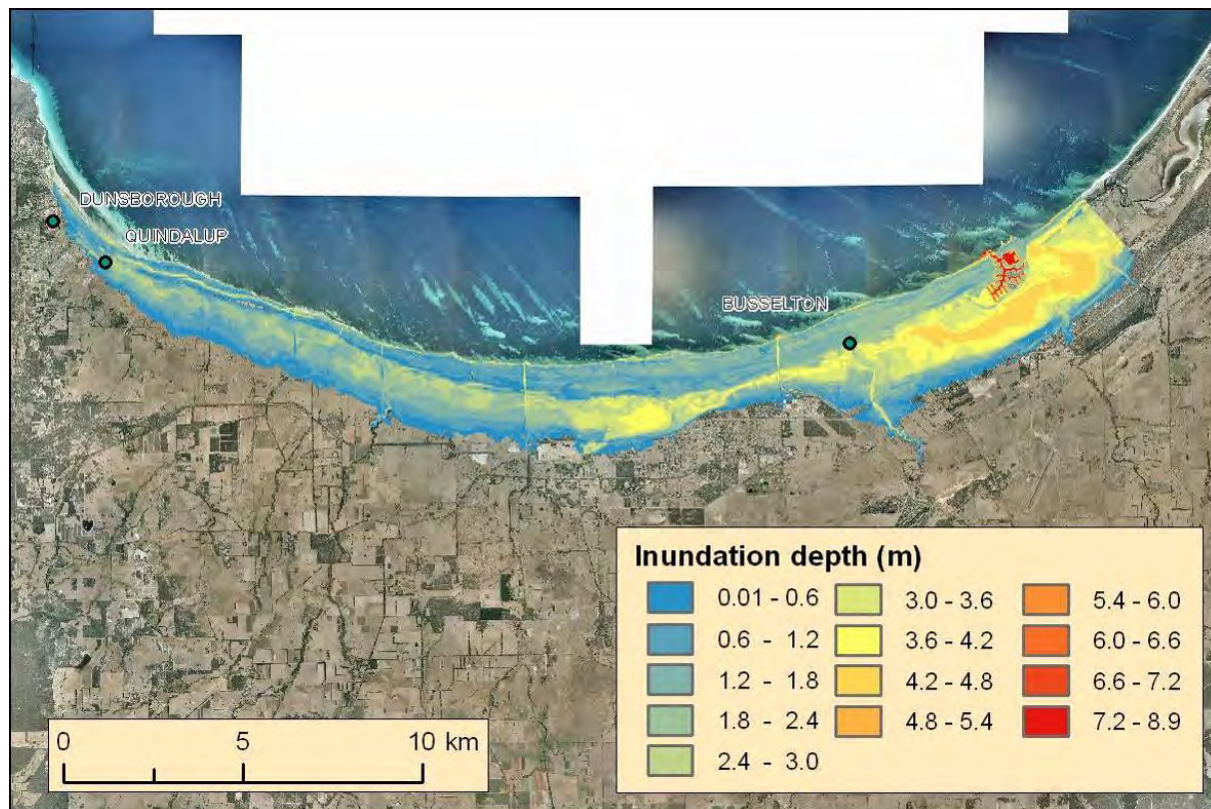 DUNSBOROUGH
QUINDALUP
BUSSELTON
Inundation depth (m)
0.01 - 0.6
0.6 - 1.2
1.2 - 1.8
1.8 - 2.4
2.4 - 3.0
3.0 - 3.6
3.6 - 4.2
4.2 - 4.8
4.8 - 5.4
5.4 - 6.0
6.0 - 6.6
6.6 - 7.2
7.2 - 8.9
0 5 10 km